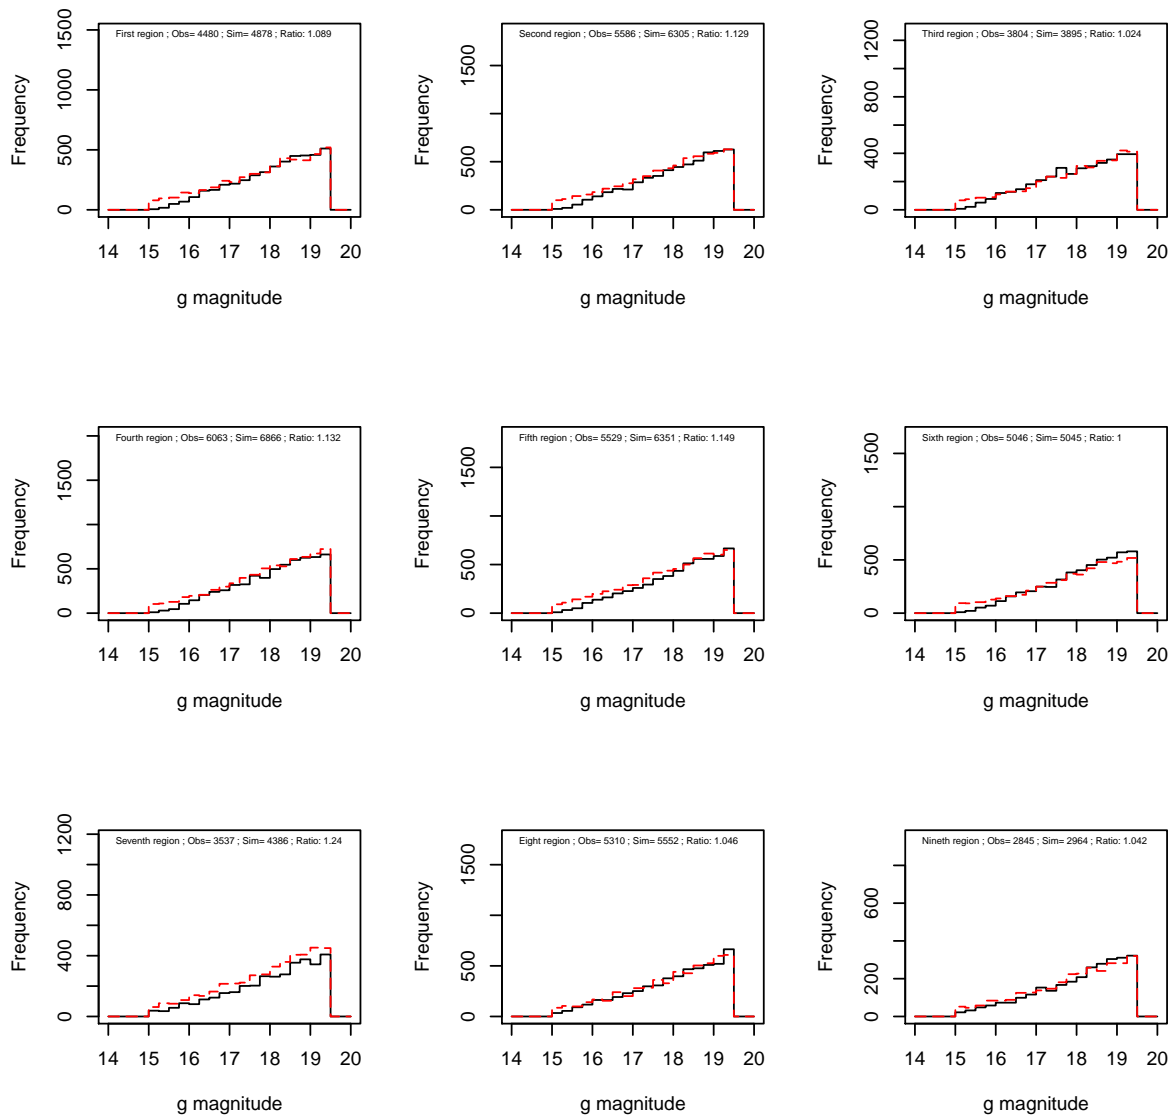 First region ; Obs= 4480 ; Sim= 4878 ; Ratio: 1.089
Frequency
0 500 1000 1500
14 15 16 17 18 19 20
g magnitude
Second region ; Obs= 5586 ; Sim= 6305 ; Ratio: 1.129
Frequency
0 500 1500
14 15 16 17 18 19 20
g magnitude
Third region ; Obs= 3804 ; Sim= 3895 ; Ratio: 1.024
Frequency
0 400 800 1200
14 15 16 17 18 19 20
g magnitude
Fourth region ; Obs= 6063 ; Sim= 6866 ; Ratio: 1.132
Frequency
0 500 1500
14 15 16 17 18 19 20
g magnitude
Fifth region ; Obs= 5529 ; Sim= 6351 ; Ratio: 1.149
Frequency
0 500 1500
14 15 16 17 18 19 20
g magnitude
Sixth region ; Obs= 5046 ; Sim= 5045 ; Ratio: 1
Frequency
0 500 1500
14 15 16 17 18 19 20
g magnitude
Seventh region ; Obs= 3537 ; Sim= 4386 ; Ratio: 1.24
Frequency
0 400 800 1200
14 15 16 17 18 19 20
g magnitude
Eight region ; Obs= 5310 ; Sim= 5552 ; Ratio: 1.046
Frequency
0 500 1500
14 15 16 17 18 19 20
g magnitude
Nineth region ; Obs= 2845 ; Sim= 2964 ; Ratio: 1.042
Frequency
0 200 600
14 15 16 17 18 19 20
g magnitude